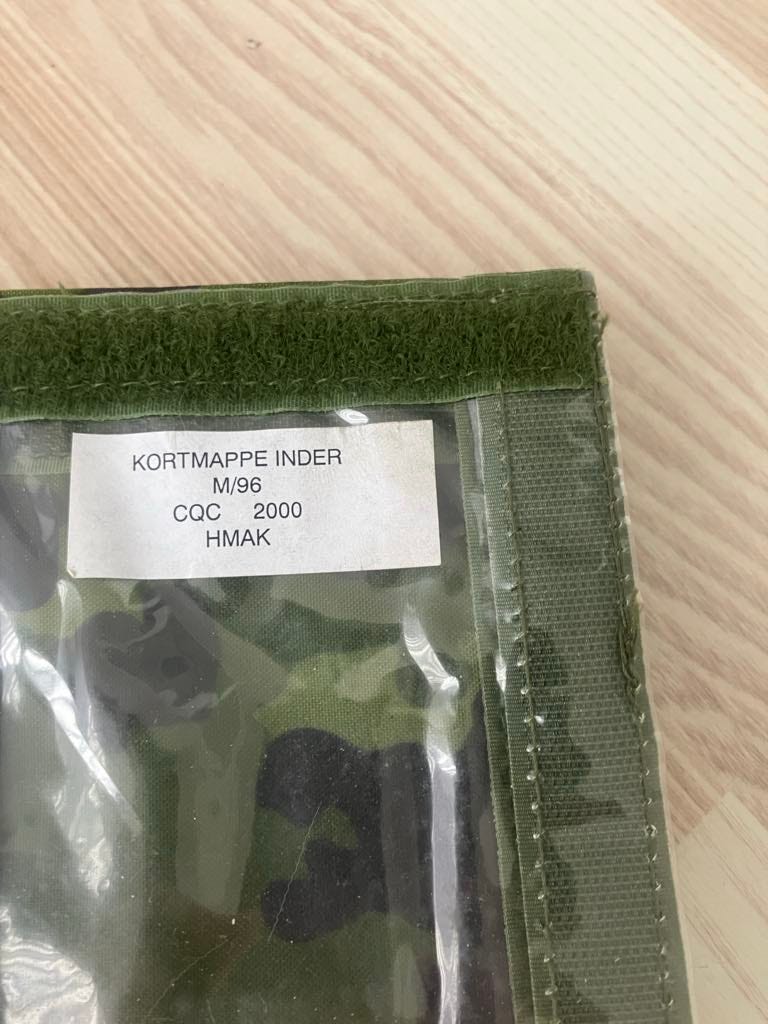 KORTMAPPE INDER
M/96
CQC 2000
HMAK